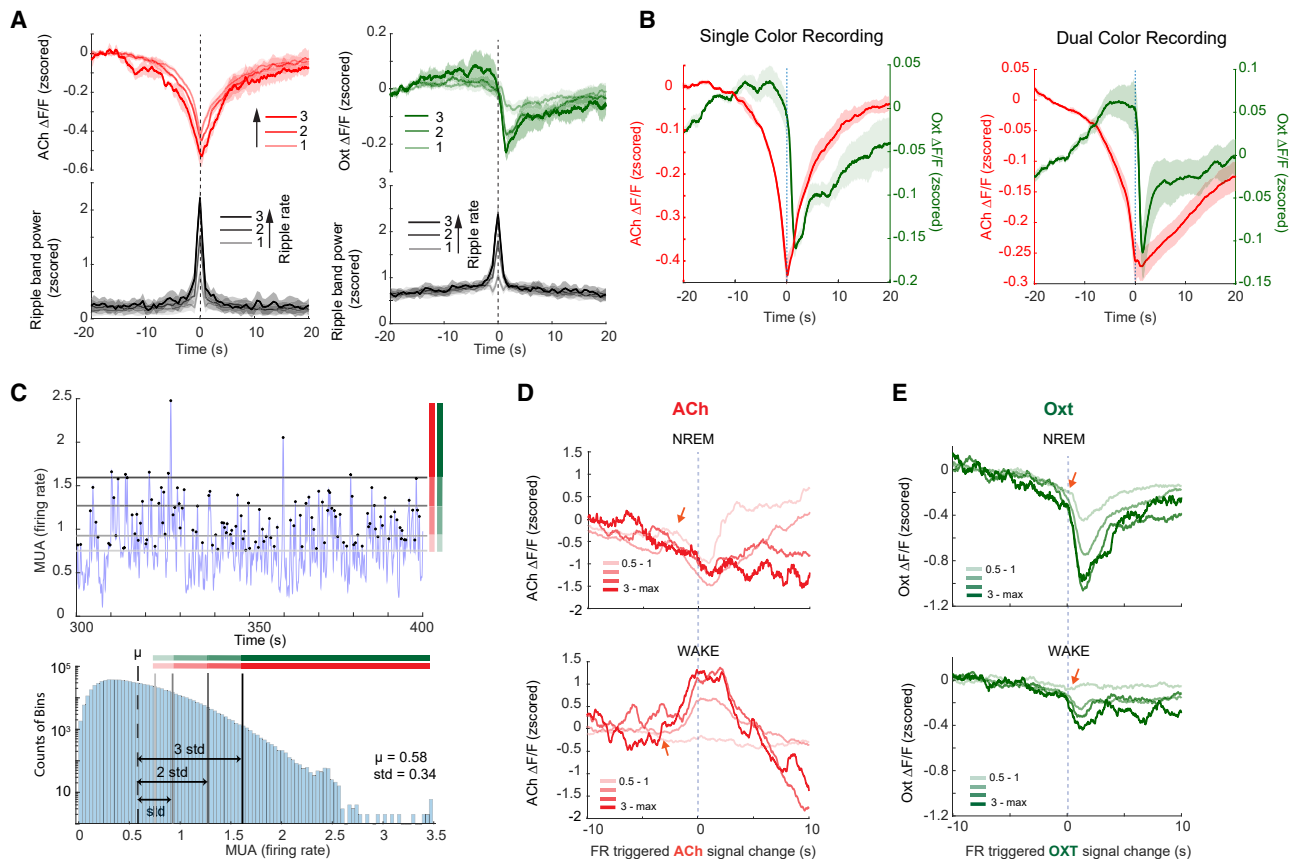 A
ACh ΔF/F (zscored)
0
-0.2
-0.4
-0.6
-20
-10
0
10
20
3
2
1
Oxt ΔF/F (zscored)
0.2
0
-0.2
3
2
1
Ripple band power
(zscored)
2
1
0
3
2
1
Ripple rate
-20
-10
0
10
20
Time (s)
Ripple band power
(zscored)
3
2
1
0
3
2
1
Ripple rate
-20
-10
0
10
20
Time (s)
B
Single Color Recording
ACh ΔF/F (zscored)
0
-0.1
-0.2
-0.3
-0.4
0.05
0
-0.05
-0.1
-0.15
-0.2
Oxt ΔF/F (zscored)
-20
-10
0
10
20
Time (s)
Dual Color Recording
ACh ΔF/F (zscored)
0.05
0
-0.05
-0.1
-0.15
-0.2
-0.25
-0.3
0.1
0.05
0
-0.05
-0.1
-0.15
Oxt ΔF/F (zscored)
-20
-10
0
10
20
Time (s)
C
MUA (firing rate)
2.5
2
1.5
1
0.5
0
300
400
Time (s)
μ
Counts of Bins
10⁵
10³
10
3 std
2 std
std
μ = 0.58
std = 0.34
0
0.5
1
1.5
2
2.5
3
3.5
MUA (firing rate)
D
ACh
NREM
ACh ΔF/F (zscored)
1.5
1
0.5
0
-0.5
-1
-1.5
-2
0.5 - 1
3 - max
WAKE
ACh ΔF/F (zscored)
1.5
1
0.5
0
-0.5
-1
-1.5
-2
0.5 - 1
3 - max
-10
0
10
FR triggered ACh signal change (s)
E
Oxt
NREM
Oxt ΔF/F (zscored)
0
-0.4
-0.8
-1.2
0.5 - 1
3 - max
WAKE
Oxt ΔF/F (zscored)
0
-0.4
-0.8
-1.2
0.5 - 1
3 - max
-10
0
10
FR triggered OXT signal change (s)